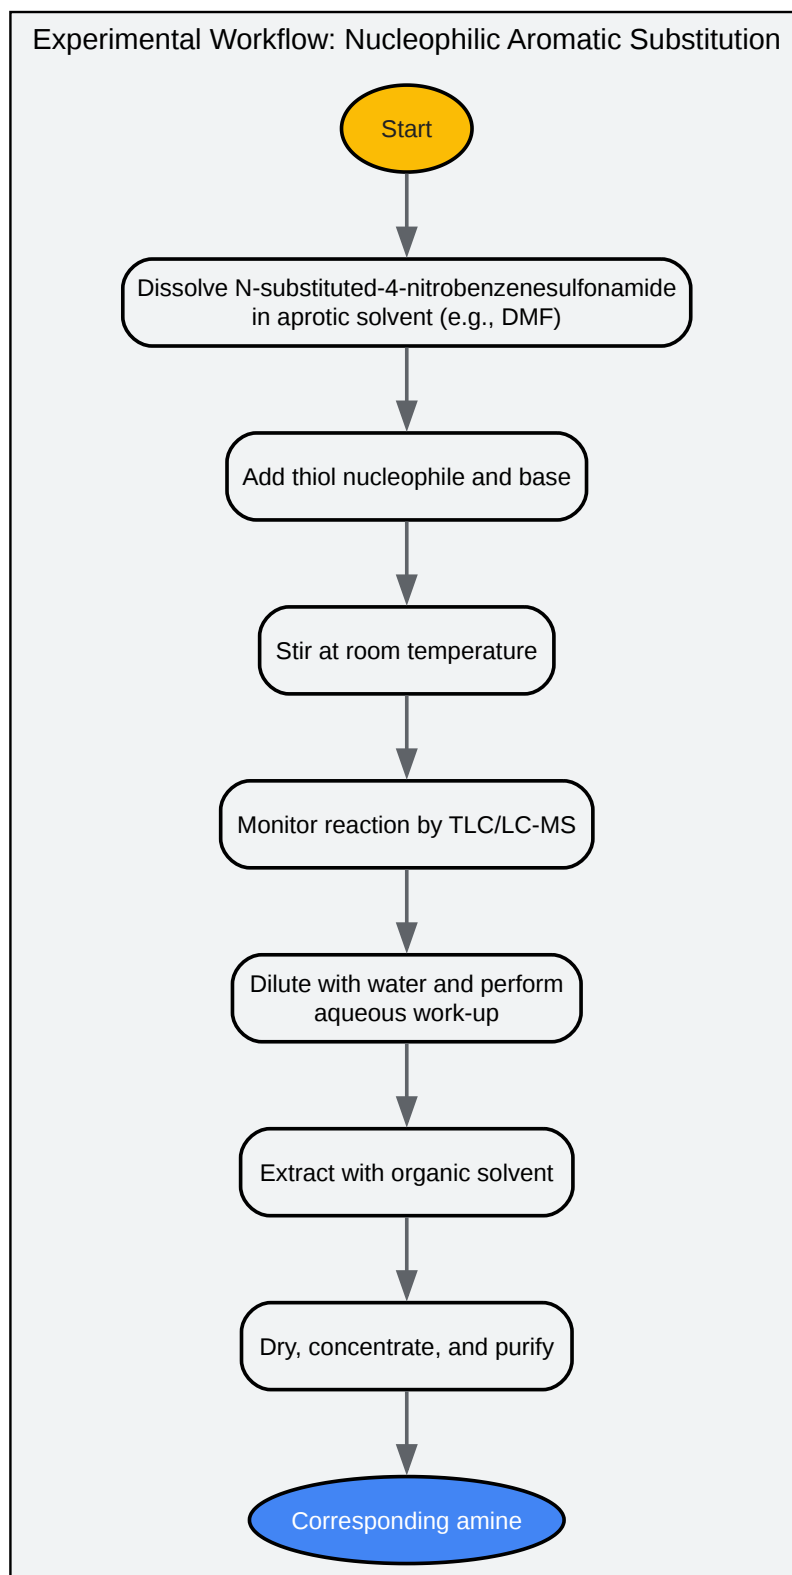 Experimental Workflow: Nucleophilic Aromatic Substitution
Start
Dissolve N-substituted-4-nitrobenzenesulfonamide
in aprotic solvent (e.g., DMF)
Add thiol nucleophile and base
Stir at room temperature
Monitor reaction by TLC/LC-MS
Dilute with water and perform
aqueous work-up
Extract with organic solvent
Dry, concentrate, and purify
Corresponding amine